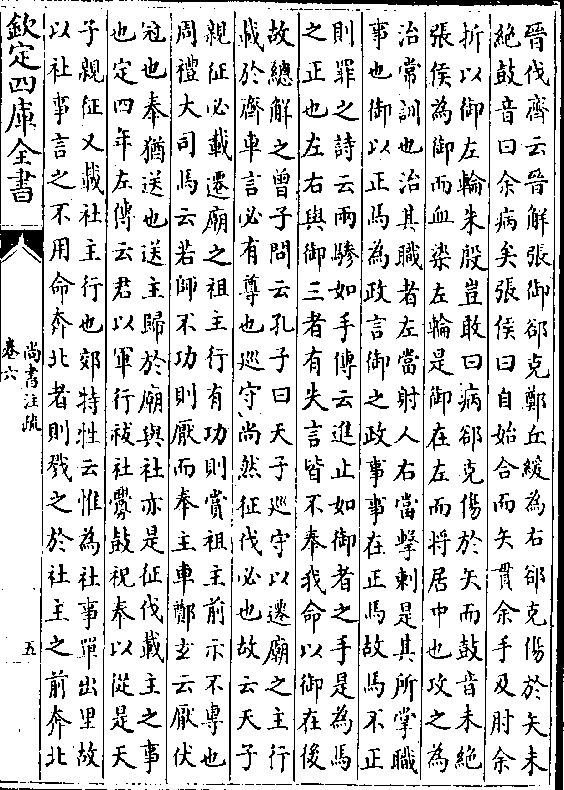 晉伐齊云晉解張御郤克鄭丘緩為右郤克傷於矢未
絶鼓音曰余病矣張侯曰自始合而矢貫余手及肘余
折以御左輪朱殷豈敢曰病郤克傷於矢而鼓音未絶
張侯為御而血染左輪是御在左而将居中也攻之為
治常訓也治其職者左當射人右當擊刺是其所掌職
事也御以正馬為政言御之政事事在正馬故馬不正
則罪之詩云兩驂如手傳云進止如御者之手是為馬
之正也左右與御三者有失言皆不奉我命以御在後
故總解之曾子問云孔子曰天子巡守以遷廟之主行
載於齊車言必有尊也巡守尚然征伐必也故云天子
親征必載遷廟之祖主行有功則賞祖主前示不專也
周禮大司馬云若師不功則厭而奉主車鄭玄云厭伏
冠也奉猶送也送主歸於廟與社亦是征伐載主之事
也定四年左傳云君以軍行祓社釁鼓祝奉以從是天
子親征又載社主行也郊特牲云惟為社事單出里故
以社事言之不用命奔北者則戮之於社主之前奔北
欽定四庫全書
尚書注疏
卷六
五